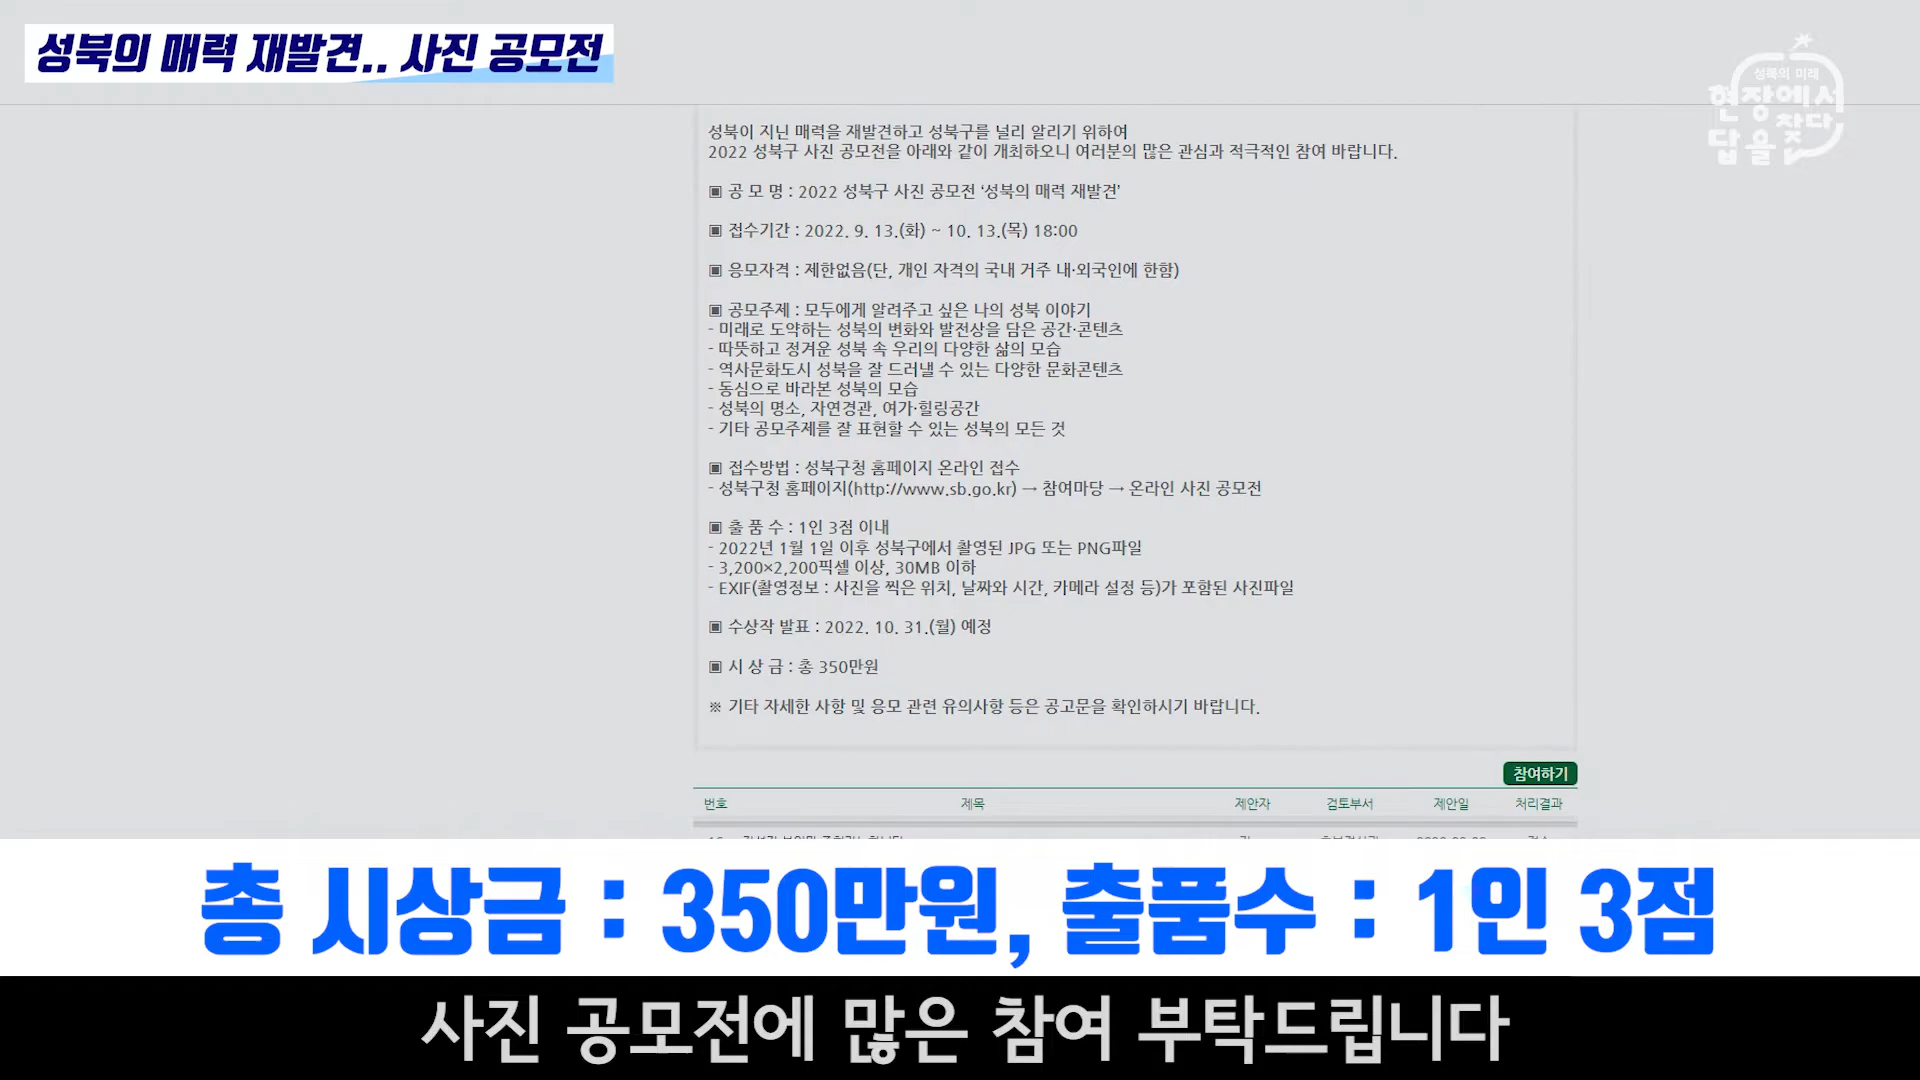 성북의 매력 재발견.. 사진 공모전
성북의 미래
현장에서
답을 찾다
성북이 지닌 매력을 재발견하고 성북구를 널리 알리기 위하여
2022 성북구 사진 공모전을 아래와 같이 개최하오니 여러분의 많은 관심과 적극적인 참여 바랍니다.
▣ 공 모 명 : 2022 성북구 사진 공모전 ‘성북의 매력 재발견’
▣ 접수기간 : 2022. 9. 13.(화) ~ 10. 13.(목) 18:00
▣ 응모자격 : 제한없음(단, 개인 자격의 국내 거주 내·외국인에 한함)
▣ 공모주제 : 모두에게 알려주고 싶은 나의 성북 이야기
- 미래로 도약하는 성북의 변화와 발전상을 담은 공간·콘텐츠
- 따뜻하고 정겨운 성북 속 우리의 다양한 삶의 모습
- 역사문화도시 성북을 잘 드러낼 수 있는 다양한 문화콘텐츠
- 동심으로 바라본 성북의 모습
- 성북의 명소, 자연경관, 여가·힐링공간
- 기타 공모주제를 잘 표현할 수 있는 성북의 모든 것
▣ 접수방법 : 성북구청 홈페이지 온라인 접수
- 성북구청 홈페이지(http://www.sb.go.kr) → 참여마당 → 온라인 사진 공모전
▣ 출 품 수 : 1인 3점 이내
- 2022년 1월 1일 이후 성북구에서 촬영된 JPG 또는 PNG파일
- 3,200×2,200픽셀 이상, 30MB 이하
- EXIF(촬영정보 : 사진을 찍은 위치, 날짜와 시간, 카메라 설정 등)가 포함된 사진파일
▣ 수상작 발표 : 2022. 10. 31.(월) 예정
▣ 시 상 금 : 총 350만원
※ 기타 자세한 사항 및 응모 관련 유의사항 등은 공고문을 확인하시기 바랍니다.
참여하기
번호 제목 제안자 검토부서 제안일 처리결과
총 시상금 : 350만원, 출품수 : 1인 3점
사진 공모전에 많은 참여 부탁드립니다